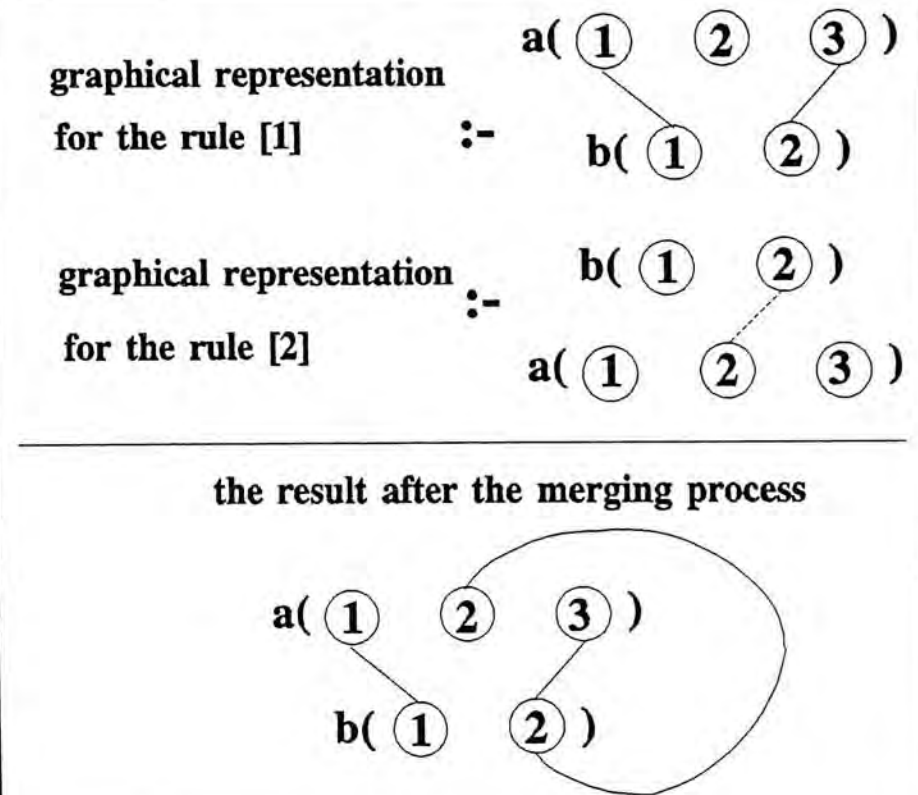 a( 1 2 3 )
graphical representation
for the rule [1] :-
b( 1 2 )
b( 1 2 )
graphical representation :-
for the rule [2]
a( 1 2 3 )
the result after the merging process
a( 1 2 3 )
b( 1 2 )